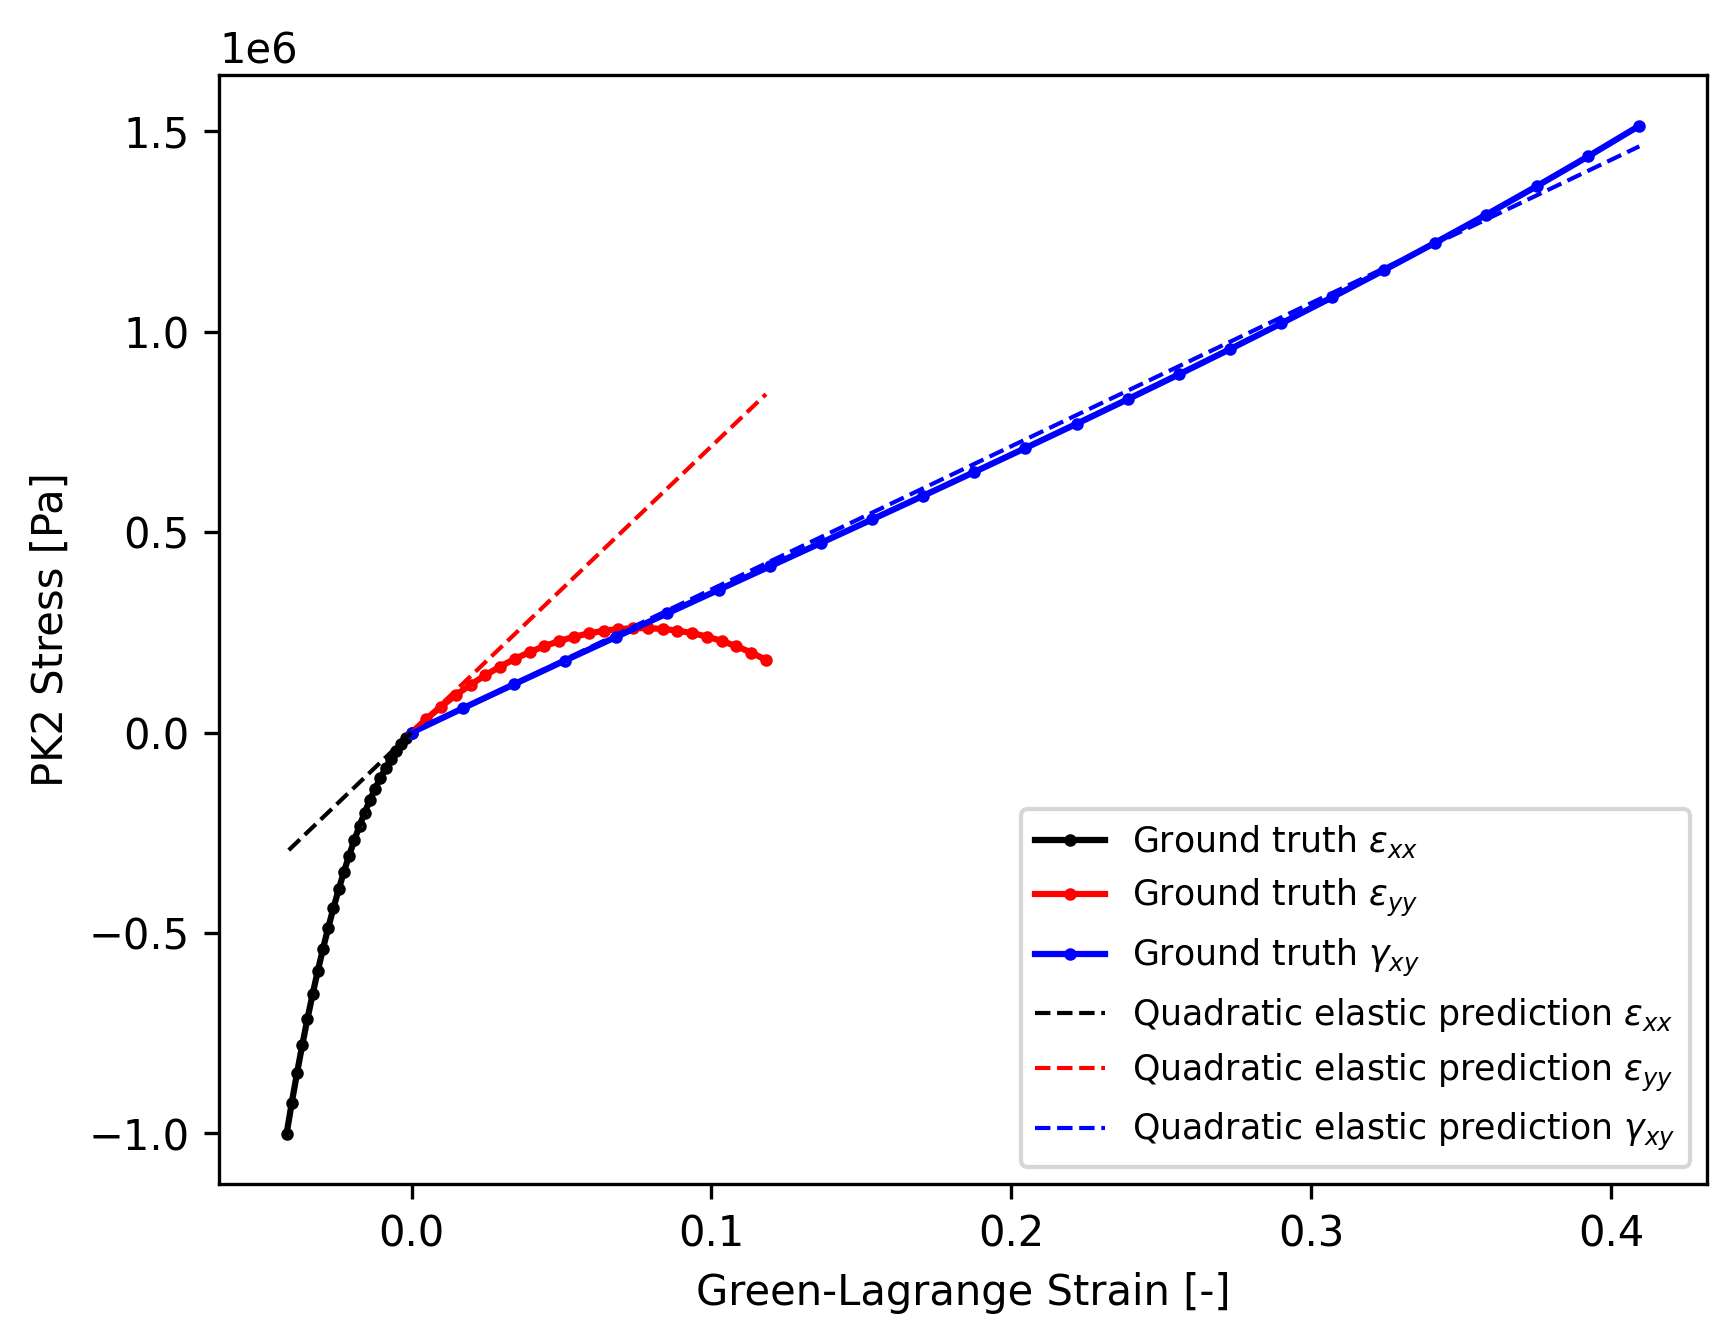 1e6
1.5
1.0
0.5
0.0
−0.5
−1.0
PK2 Stress [Pa]
0.0 0.1 0.2 0.3 0.4
Green-Lagrange Strain [-]
Ground truth εxx
Ground truth εyy
Ground truth γxy
Quadratic elastic prediction εxx
Quadratic elastic prediction εyy
Quadratic elastic prediction γxy